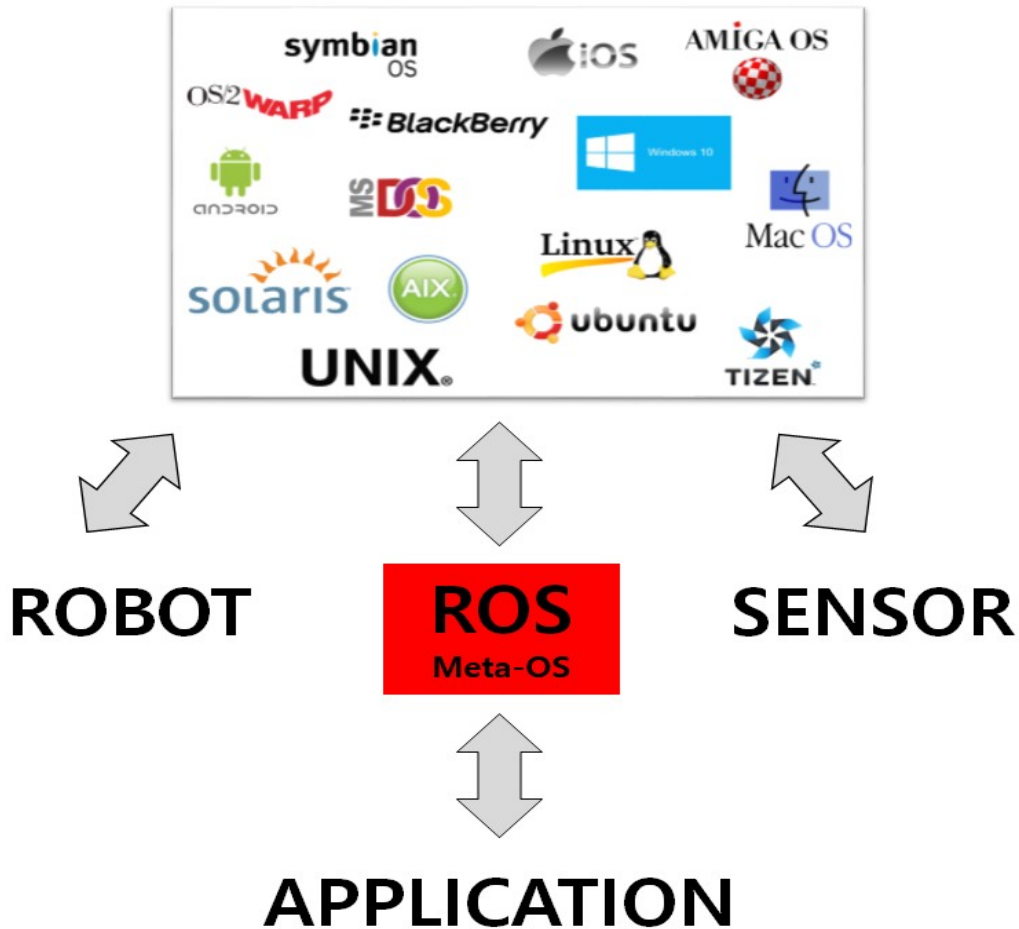 symbian
OS
iOS
AMiGA OS
OS/2 WARP
BlackBerry
Windows 10
ANDROID
MS DOS
Mac OS
Linux
solaris
AIX
ubuntu
UNIX®
TIZEN
ROBOT
ROS
Meta-OS
SENSOR
APPLICATION